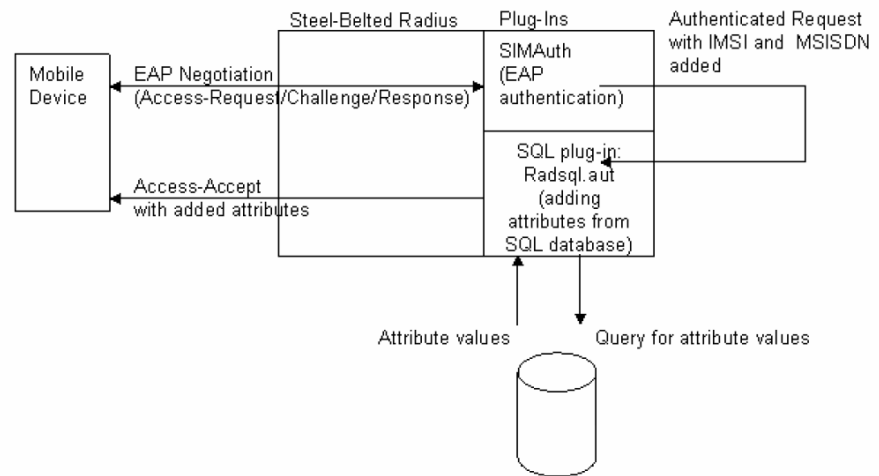 Steel-Belted Radius
Plug-Ins
Authenticated Request
with IMSI and MSISDN
added
Mobile
Device
EAP Negotiation
(Access-Request/Challenge/Response)
SIMAuth
(EAP
authentication)
SQL plug-in:
Radsql.aut
(adding
attributes from
SQL database)
Access-Accept
with added attributes
Attribute values
Query for attribute values